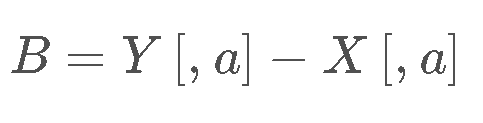 B = Y [, a] − X [, a]